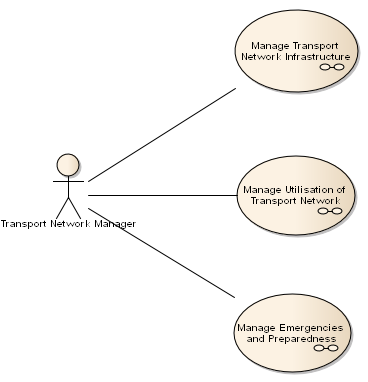 Manage Transport
Network Infrastructure
Manage Utilisation of
Transport Network
Transport Network Manager
Manage Emergencies
and Preparedness